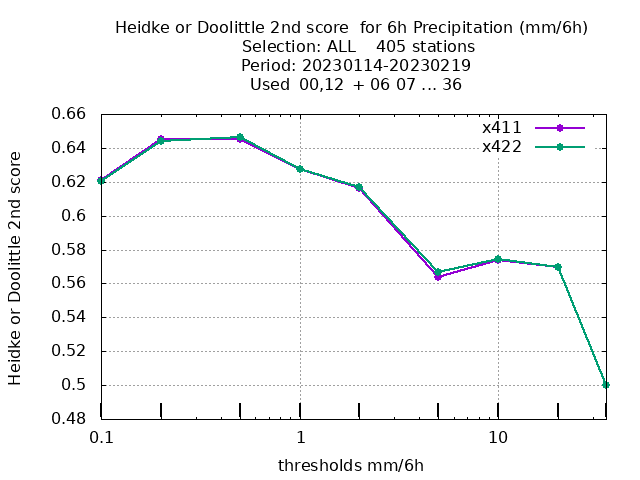 Heidke or Doolittle 2nd score  for 6h Precipitation (mm/6h)
Selection: ALL    405 stations
Period: 20230114-20230219
Used  00,12  + 06 07 ... 36
x411
x422
Heidke or Doolittle 2nd score
0.66
0.64
0.62
0.6
0.58
0.56
0.54
0.52
0.5
0.48
0.1 1 10
thresholds mm/6h